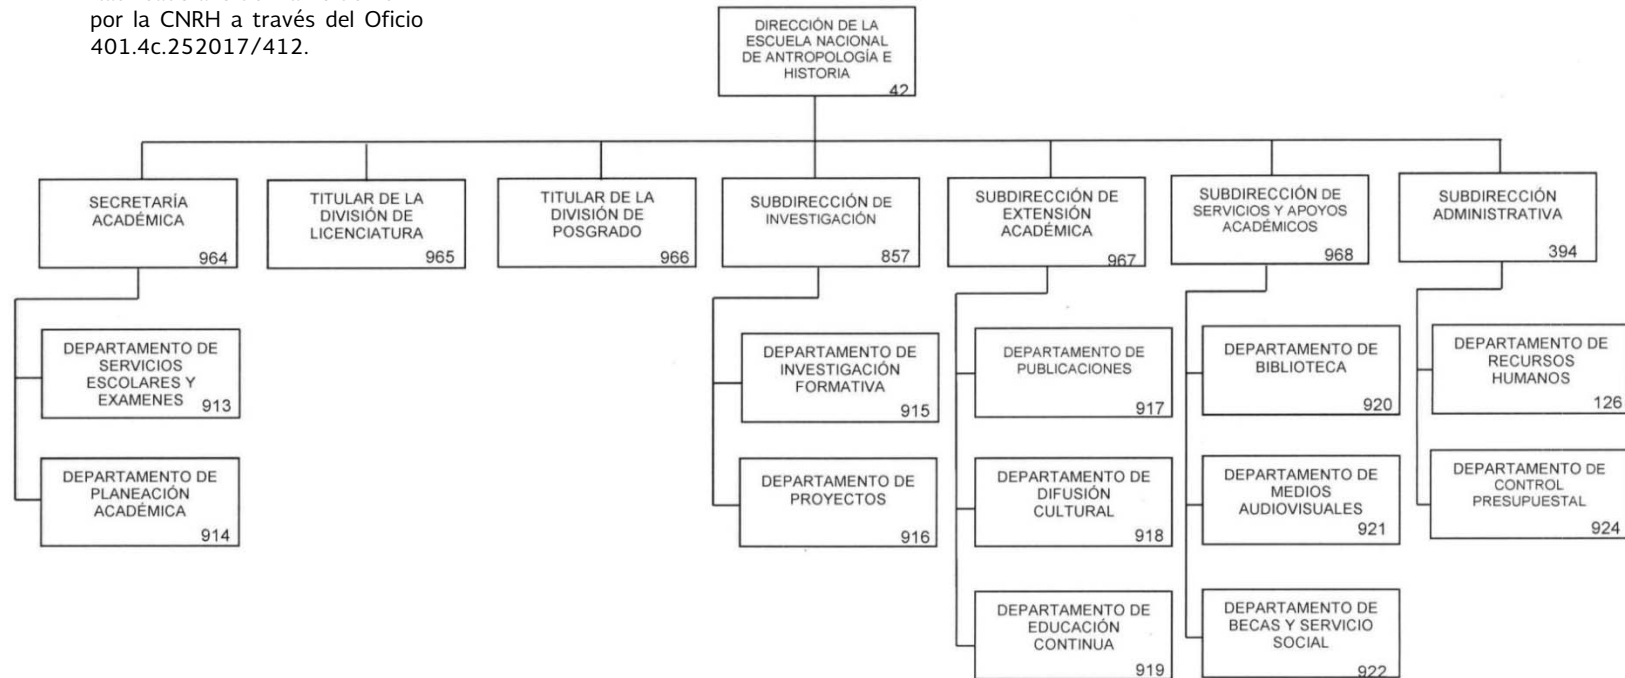 por la CNRH a través del Oficio
401.4c.252017/412.
DIRECCIÓN DE LA
ESCUELA NACIONAL
DE ANTROPOLOGÍA E
HISTORIA
42
SECRETARÍA
ACADÉMICA
964
TITULAR DE LA
DIVISIÓN DE
LICENCIATURA
965
TITULAR DE LA
DIVISIÓN DE
POSGRADO
966
SUBDIRECCIÓN DE
INVESTIGACIÓN
857
SUBDIRECCIÓN DE
EXTENSIÓN
ACADÉMICA
967
SUBDIRECCIÓN DE
SERVICIOS Y APOYOS
ACADÉMICOS
968
SUBDIRECCIÓN
ADMINISTRATIVA
394
DEPARTAMENTO DE
SERVICIOS
ESCOLARES Y
EXAMENES
913
DEPARTAMENTO DE
PLANEACIÓN
ACADÉMICA
914
DEPARTAMENTO DE
INVESTIGACIÓN
FORMATIVA
915
DEPARTAMENTO DE
PROYECTOS
916
DEPARTAMENTO DE
PUBLICACIONES
917
DEPARTAMENTO DE
DIFUSIÓN
CULTURAL
918
DEPARTAMENTO DE
EDUCACIÓN
CONTINUA
919
DEPARTAMENTO DE
BIBLIOTECA
920
DEPARTAMENTO DE
MEDIOS
AUDIOVISUALES
921
DEPARTAMENTO DE
BECAS Y SERVICIO
SOCIAL
922
DEPARTAMENTO DE
RECURSOS
HUMANOS
126
DEPARTAMENTO DE
CONTROL
PRESUPUESTAL
924